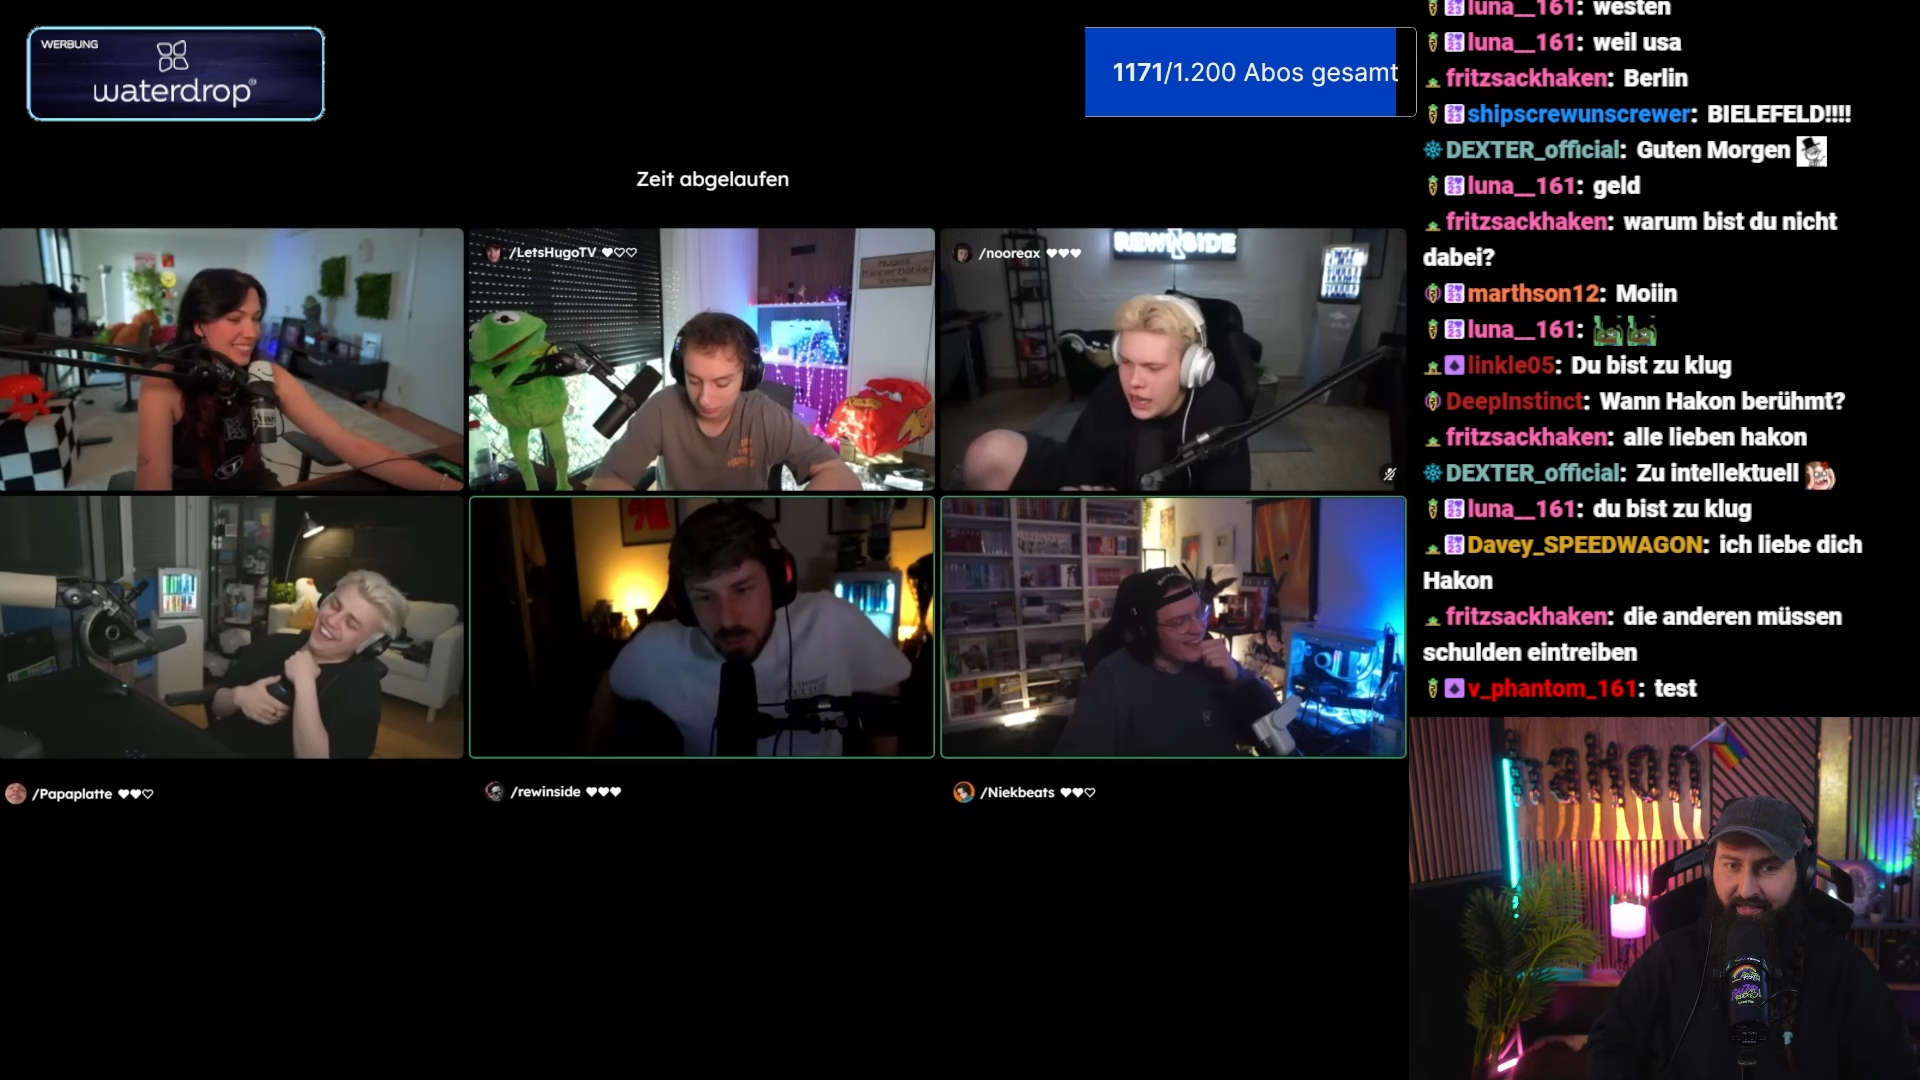 WERBUNG
waterdrop®
1171/1.200 Abos gesamt
Zeit abgelaufen
/LetsHugoTV
/nooreax
REWINSIDE
/Papaplatte
/rewinside
/Niekbeats
luna__161: westen
luna__161: weil usa
fritzsackhaken: Berlin
shipscrewunscrewer: BIELEFELD!!!!
DEXTER_official: Guten Morgen
luna__161: geld
fritzsackhaken: warum bist du nicht
dabei?
marthson12: Moiin
luna__161:
linkle05: Du bist zu klug
DeepInstinct: Wann Hakon berühmt?
fritzsackhaken: alle lieben hakon
DEXTER_official: Zu intellektuell
luna__161: du bist zu klug
Davey_SPEEDWAGON: ich liebe dich
Hakon
fritzsackhaken: die anderen müssen
schulden eintreiben
v_phantom_161: test
hakon